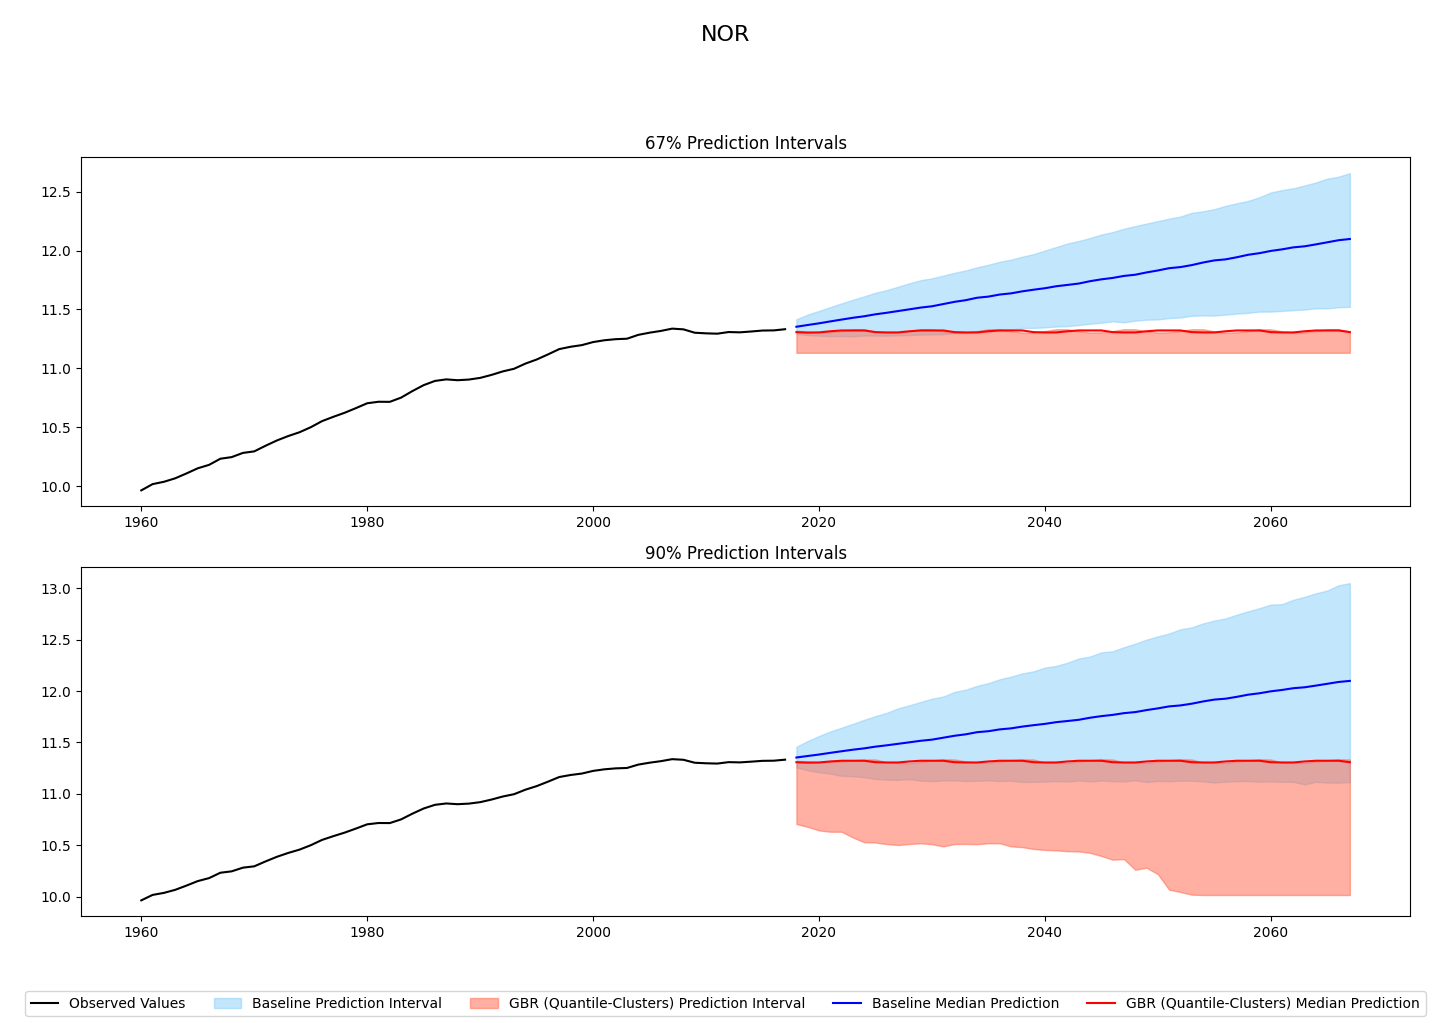 NOR
67% Prediction Intervals
12.5
12.0
11.5
11.0
10.5
10.0
1960 1980 2000 2020 2040 2060
90% Prediction Intervals
13.0
12.5
12.0
11.5
11.0
10.5
10.0
1960 1980 2000 2020 2040 2060
Observed Values Baseline Prediction Interval GBR (Quantile-Clusters) Prediction Interval Baseline Median Prediction GBR (Quantile-Clusters) Median Prediction